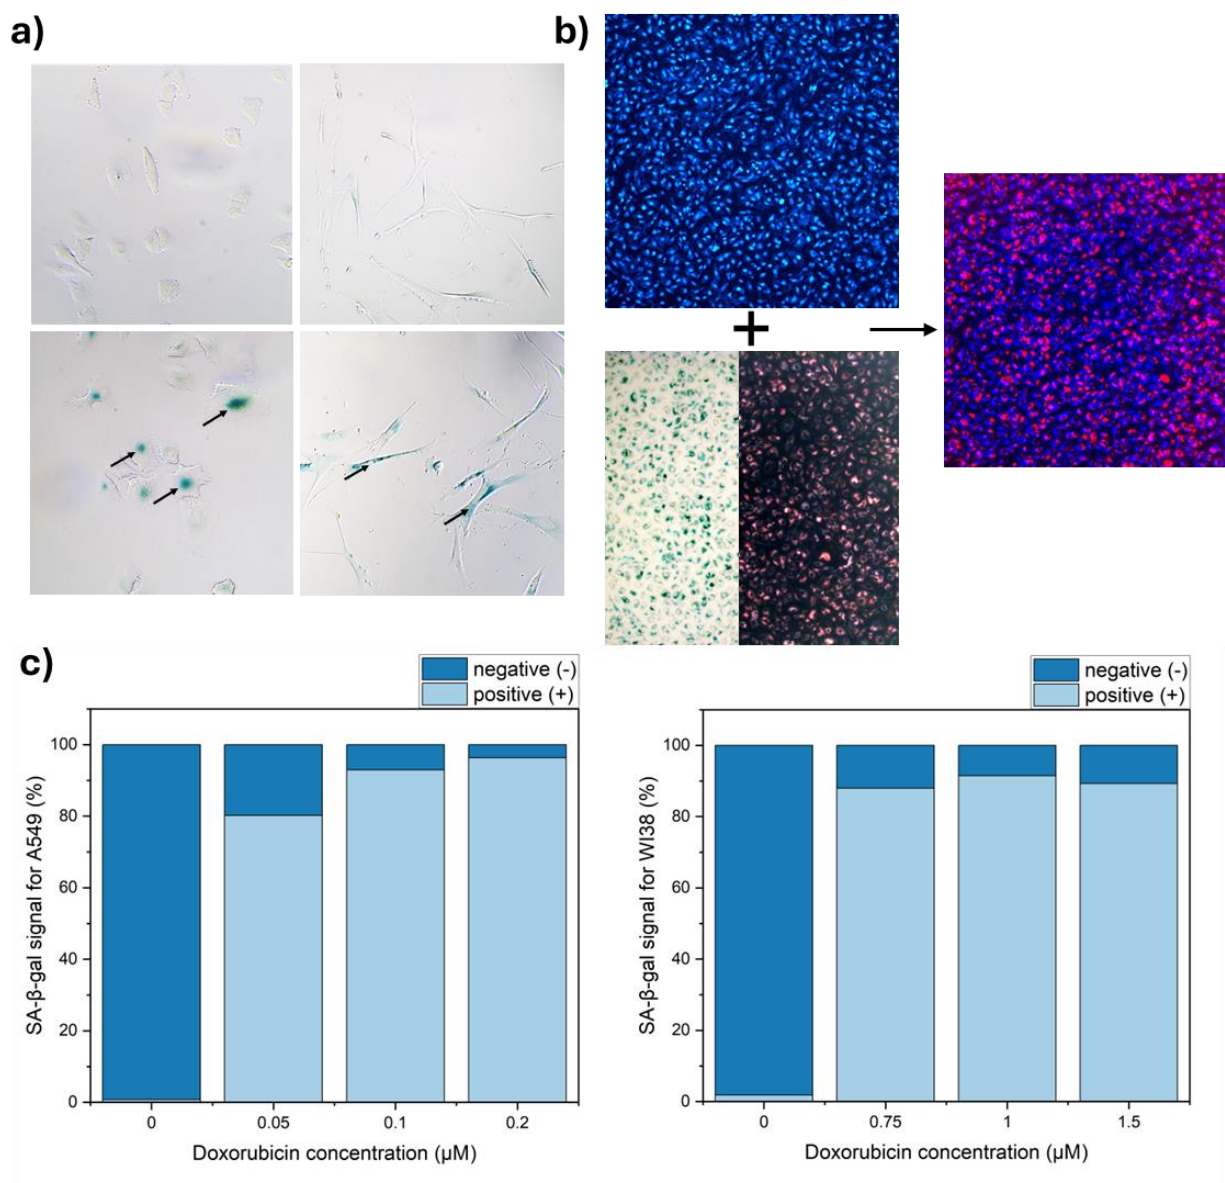 a)
b)
+
c)
negative (-)
positive (+)
SA-β-gal signal for A549 (%)
100
80
60
40
20
0
0 0.05 0.1 0.2
Doxorubicin concentration (µM)
negative (-)
positive (+)
SA-β-gal signal for WI38 (%)
100
80
60
40
20
0
0 0.75 1 1.5
Doxorubicin concentration (µM)